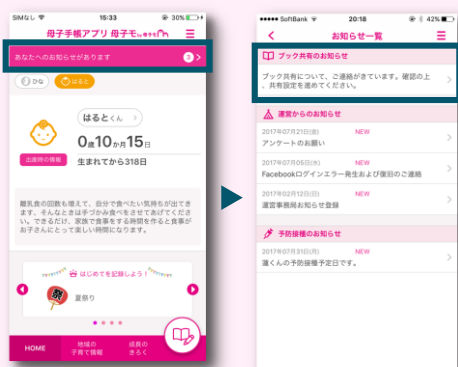 SIMなし
15:33
30%
母子手帳アプリ 母子モ
あなたへのお知らせがあります
3
ひな
はると
はるとくん
0歳10か月15日
出産時の情報
生まれてから318日
離乳食の回数も増えて、自分で食べたい気持ちが出てき
ます。そんなときは手づかみ食べをさせてあげてくださ
い。できるだけ、家族で食事をする時間を作ると食事が
お子さんにとって楽しい時間になります。
はじめてを記録しよう!
夏祭り
HOME
地域の
子育て情報
成長の
きろく
SoftBank
20:18
42%
お知らせ一覧
ブック共有のお知らせ
ブック共有について、ご連絡がきています。確認の上
、共有設定を進めてください。
運営からのお知らせ
2017年07月21日(金)
NEW
アンケートのお願い
2017年07月05日(水)
NEW
Facebookログインエラー発生および復旧のご連絡
2017年02月12日(日)
NEW
運営事務局お知らせ登録
予防接種のお知らせ
2017年07月31日(月)
NEW
蓮くんの予防接種予定日です。